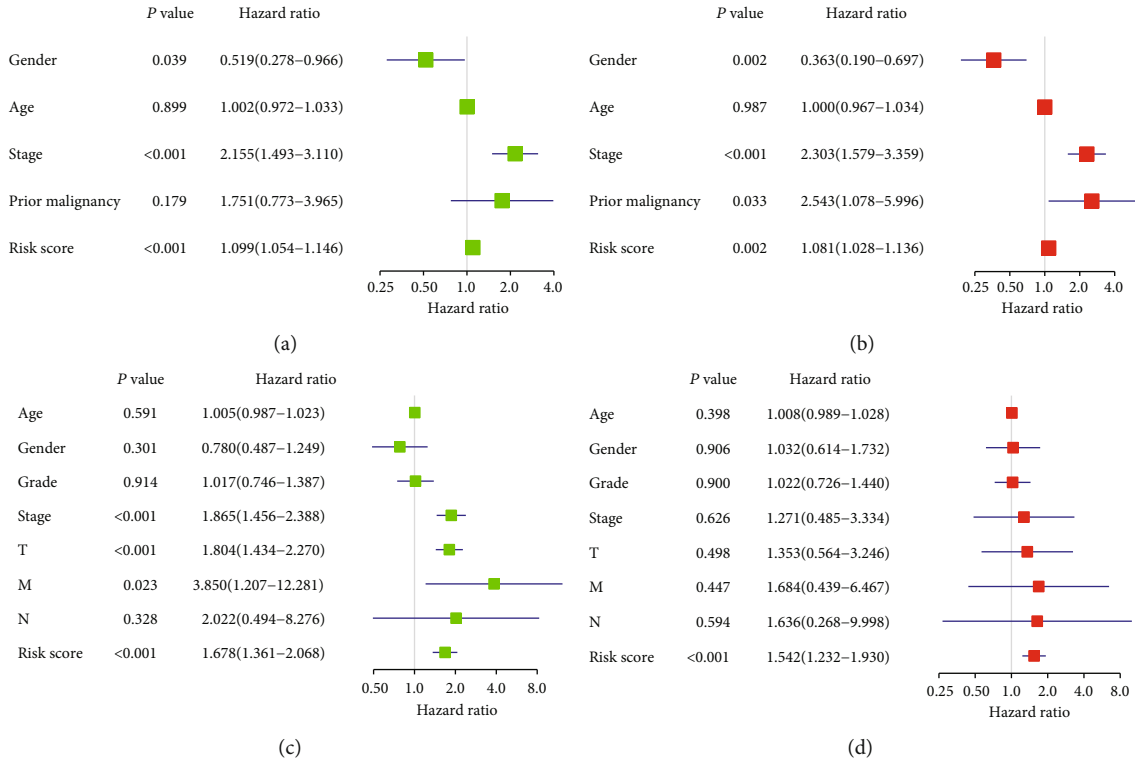 P value Hazard ratio
Gender 0.039 0.519(0.278−0.966)
Age 0.899 1.002(0.972−1.033)
Stage <0.001 2.155(1.493−3.110)
Prior malignancy 0.179 1.751(0.773−3.965)
Risk score <0.001 1.099(1.054−1.146)
0.25 0.50 1.0 2.0 4.0
Hazard ratio
(a)
P value Hazard ratio
Gender 0.002 0.363(0.190−0.697)
Age 0.987 1.000(0.967−1.034)
Stage <0.001 2.303(1.579−3.359)
Prior malignancy 0.033 2.543(1.078−5.996)
Risk score 0.002 1.081(1.028−1.136)
0.25 0.50 1.0 2.0 4.0
Hazard ratio
(b)
P value Hazard ratio
Age 0.591 1.005(0.987−1.023)
Gender 0.301 0.780(0.487−1.249)
Grade 0.914 1.017(0.746−1.387)
Stage <0.001 1.865(1.456−2.388)
T <0.001 1.804(1.434−2.270)
M 0.023 3.850(1.207−12.281)
N 0.328 2.022(0.494−8.276)
Risk score <0.001 1.678(1.361−2.068)
0.50 1.0 2.0 4.0 8.0
Hazard ratio
(c)
P value Hazard ratio
Age 0.398 1.008(0.989−1.028)
Gender 0.906 1.032(0.614−1.732)
Grade 0.900 1.022(0.726−1.440)
Stage 0.626 1.271(0.485−3.334)
T 0.498 1.353(0.564−3.246)
M 0.447 1.684(0.439−6.467)
N 0.594 1.636(0.268−9.998)
Risk score <0.001 1.542(1.232−1.930)
0.25 0.50 1.0 2.0 4.0 8.0
Hazard ratio
(d)